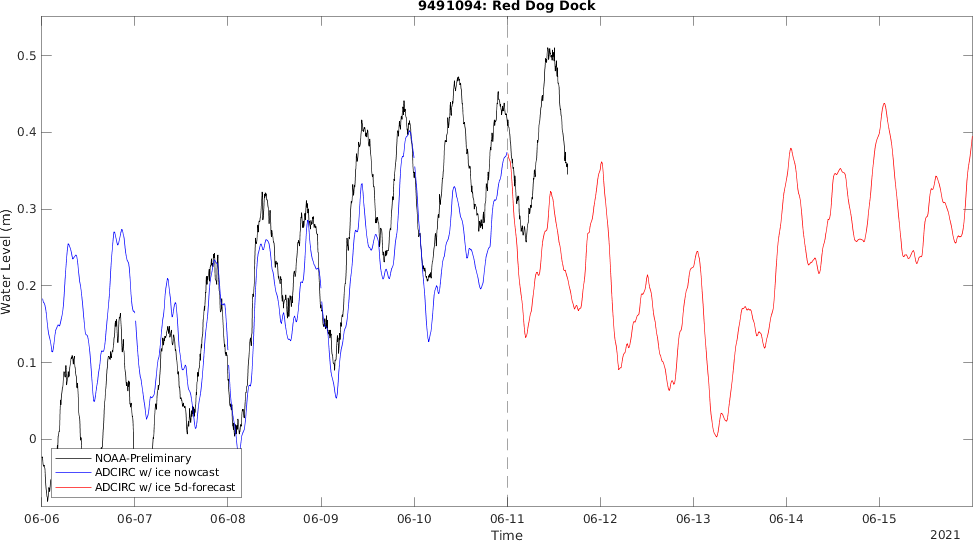 9491094: Red Dog Dock
Water Level (m)
0.5
0.4
0.3
0.2
0.1
0
NOAA-Preliminary
ADCIRC w/ ice nowcast
ADCIRC w/ ice 5d-forecast
06-06 06-07 06-08 06-09 06-10 06-11 06-12 06-13 06-14 06-15
Time
2021